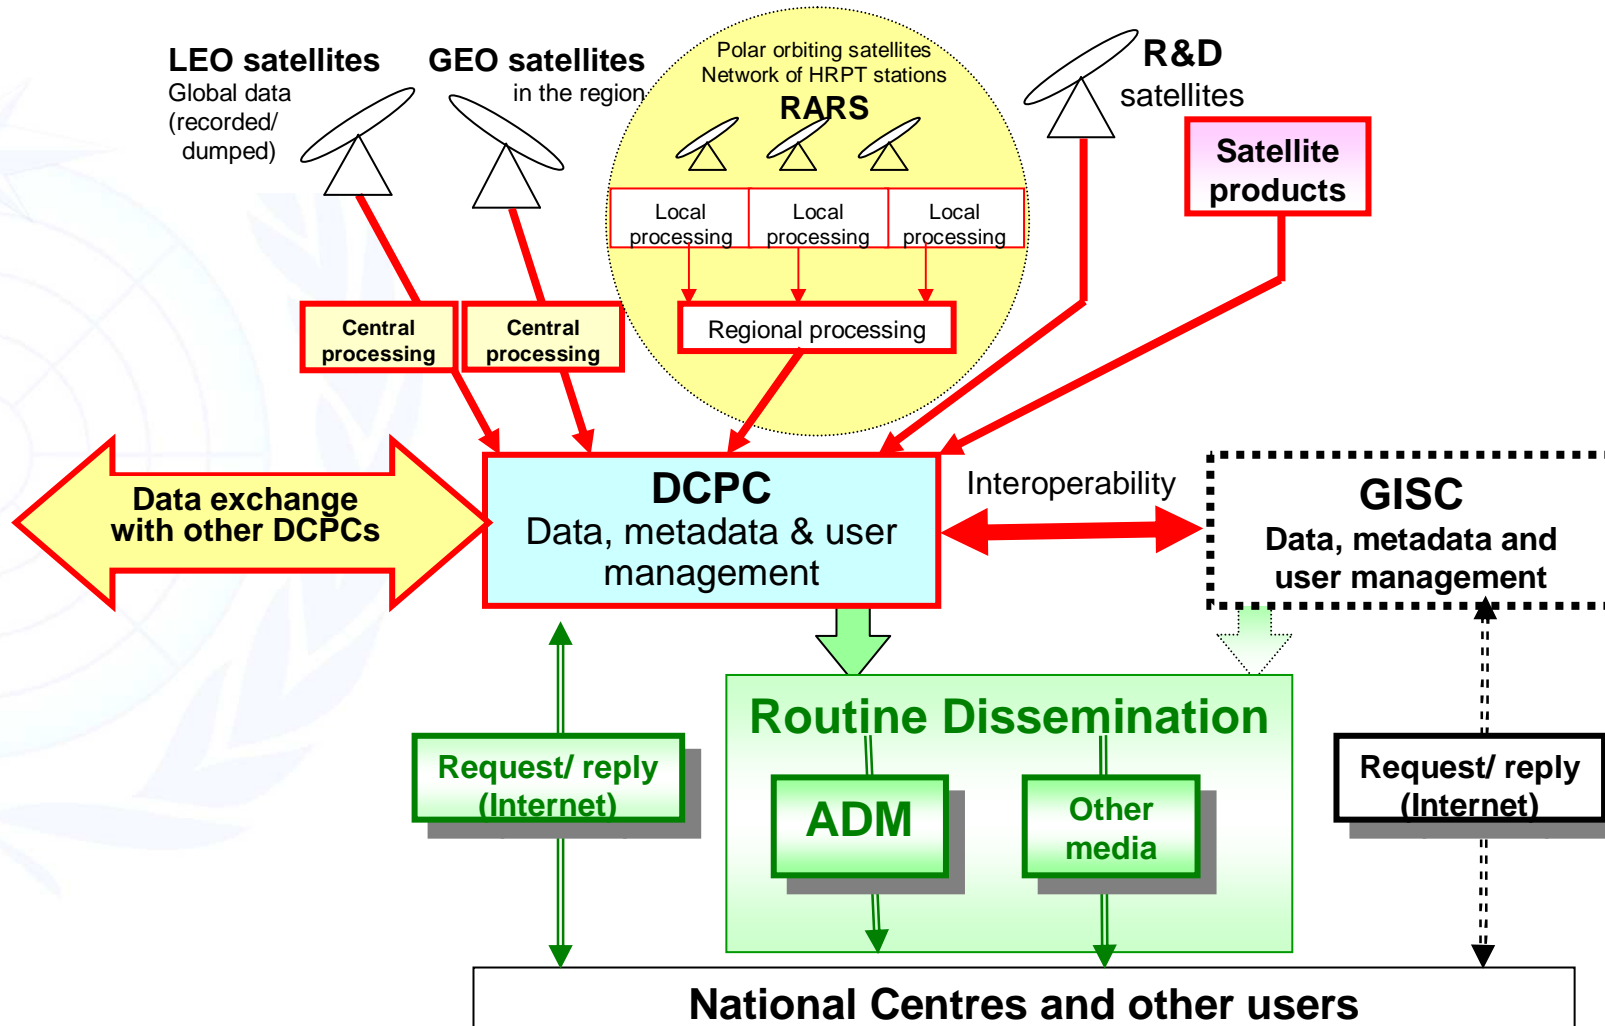 LEO satellites
Global data
(recorded/
dumped)
GEO satellites
in the region
Polar orbiting satellites
Network of HRPT stations
RARS
R&D
satellites
Satellite
products
Local
processing
Local
processing
Local
processing
Central
processing
Central
processing
Regional processing
Data exchange
with other DCPCs
DCPC
Data, metadata & user
management
Interoperability
GISC
Data, metadata and
user management
Routine Dissemination
Request/ reply
(Internet)
ADM
Other
media
Request/ reply
(Internet)
National Centres and other users